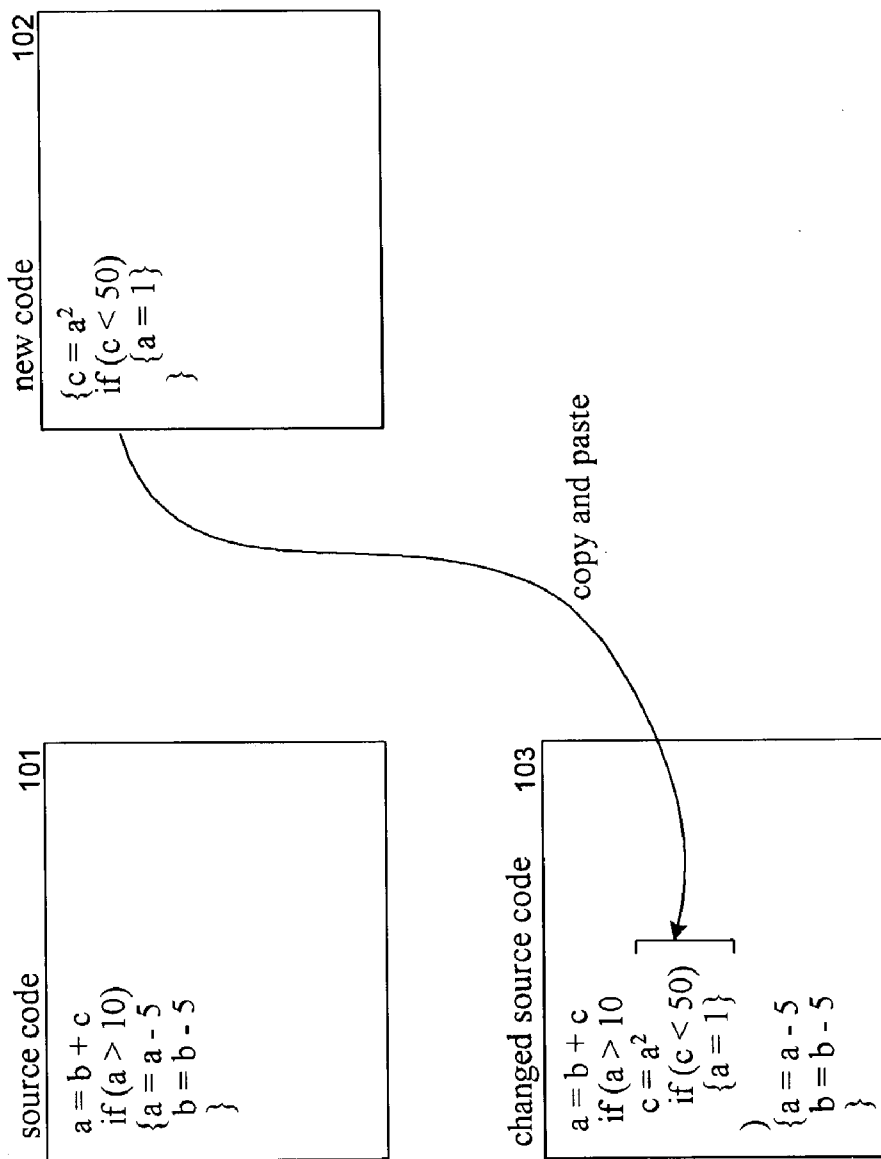 source code 101
a = b + c
if (a > 10)
{a = a - 5
b = b - 5
}
new code 102
{c = a²
if (c < 50)
{a = 1}
}
copy and paste
changed source code 103
a = b + c
if (a > 10
c = a²
if (c < 50)
{a = 1}
)
{a = a - 5
b = b - 5
}